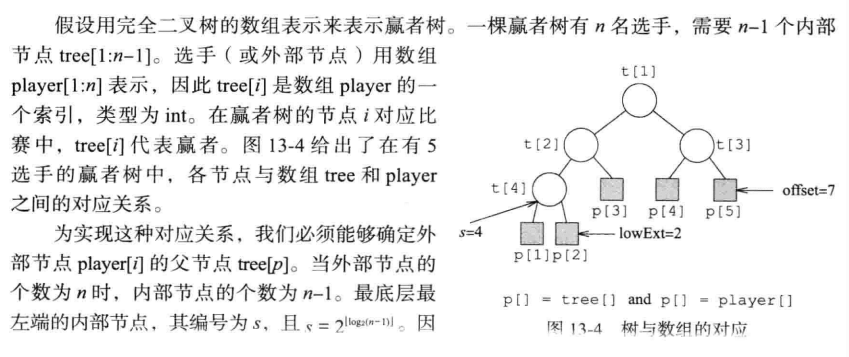 假设用完全二叉树的数组表示来表示赢者树。一棵赢者树有 n 名选手，需要 n–1 个内部
节点 tree[1:n–1]。选手（或外部节点）用数组
player[1:n] 表示，因此 tree[i] 是数组 player 的一
个索引，类型为 int。在赢者树的节点 i 对应比
赛中，tree[i] 代表赢者。图 13-4 给出了在有 5
选手的赢者树中，各节点与数组 tree 和 player
之间的对应关系。
为实现这种对应关系，我们必须能够确定外
部节点 player[i] 的父节点 tree[p]。当外部节点的
个数为 n 时，内部节点的个数为 n–1。最底层最
左端的内部节点，其编号为 s，且 s = 2^⌊log₂(n–1)⌋。因
t[1]
t[2]
t[3]
t[4]
p[3]
p[4]
p[5]
offset=7
s=4
lowExt=2
p[1]p[2]
p[] = tree[] and p[] = player[]
图 13-4 树与数组的对应